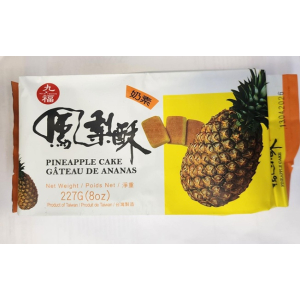 九福
奶素
鳳梨酥
PINEAPPLE CAKE
GÂTEAU DE ANANAS
Net Weight / Poids Net / 淨重
227G (8oz)
Product of Taiwan / Produit de Taiwan / 台灣製造